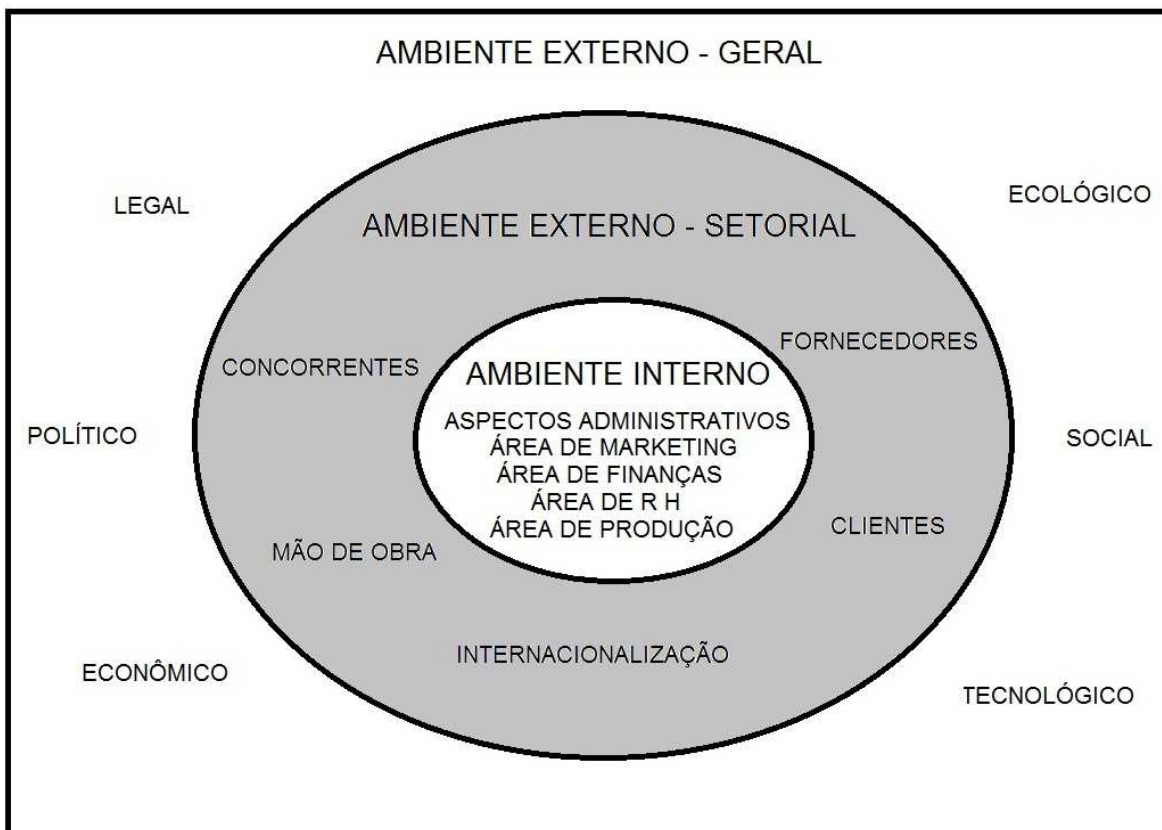 AMBIENTE EXTERNO - GERAL
LEGAL
ECOLÓGICO
AMBIENTE EXTERNO - SETORIAL
CONCORRENTES
FORNECEDORES
AMBIENTE INTERNO
ASPECTOS ADMINISTRATIVOS
ÁREA DE MARKETING
ÁREA DE FINANÇAS
ÁREA DE R H
ÁREA DE PRODUÇÃO
POLÍTICO
SOCIAL
MÃO DE OBRA
CLIENTES
INTERNACIONALIZAÇÃO
ECONÔMICO
TECNOLÓGICO